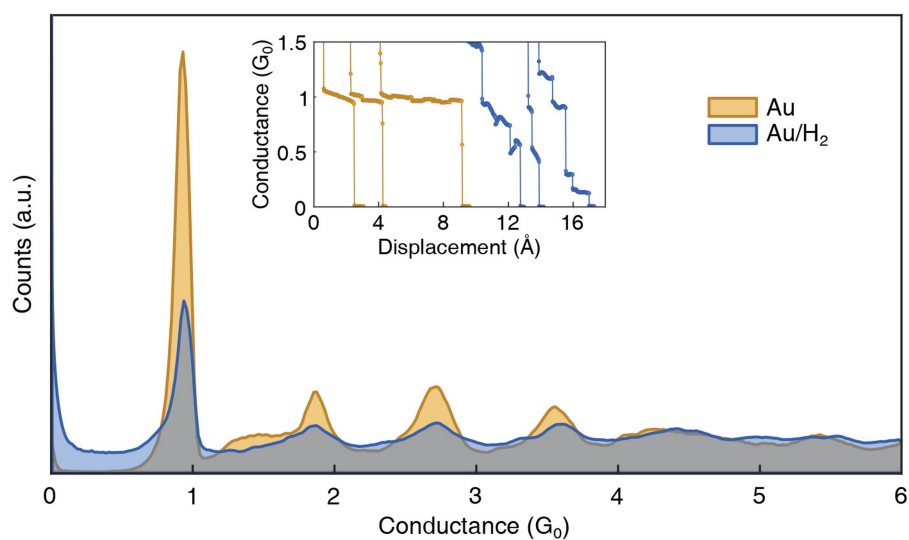 Counts (a.u.)
Conductance (G₀)
1.5
1
0.5
0
0 4 8 12 16
Displacement (Å)
Au
Au/H₂
0 1 2 3 4 5 6
Conductance (G₀)